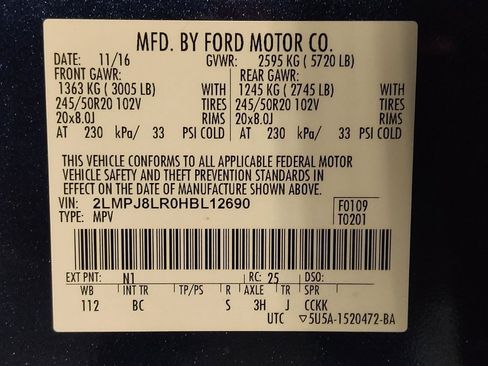 MFD. BY FORD MOTOR CO.
DATE: 11/16 GVWR: 2595 KG ( 5720 LB)
FRONT GAWR: REAR GAWR:
1363 KG ( 3005 LB) WITH 1245 KG ( 2745 LB) WITH
245/50R20 102V TIRES 245/50R20 102V TIRES
20x8.0J RIMS 20x8.0J RIMS
AT 230 kPa/ 33 PSI COLD AT 230 kPa/ 33 PSI COLD
THIS VEHICLE CONFORMS TO ALL APPLICABLE FEDERAL MOTOR
VEHICLE SAFETY AND THEFT PREVENTION STANDARDS IN EFFECT
ON THE DATE OF MANUFACTURE SHOWN ABOVE.
VIN: 2LMPJ8LR0HBL12690 F0109
TYPE: MPV T0201
EXT PNT: N1 RC: 25 DSO:
WB INT TR TP/PS R AXLE TR SPR
112 BC S 3H J CCKK
UTC ▽5U5A-1520472-BA